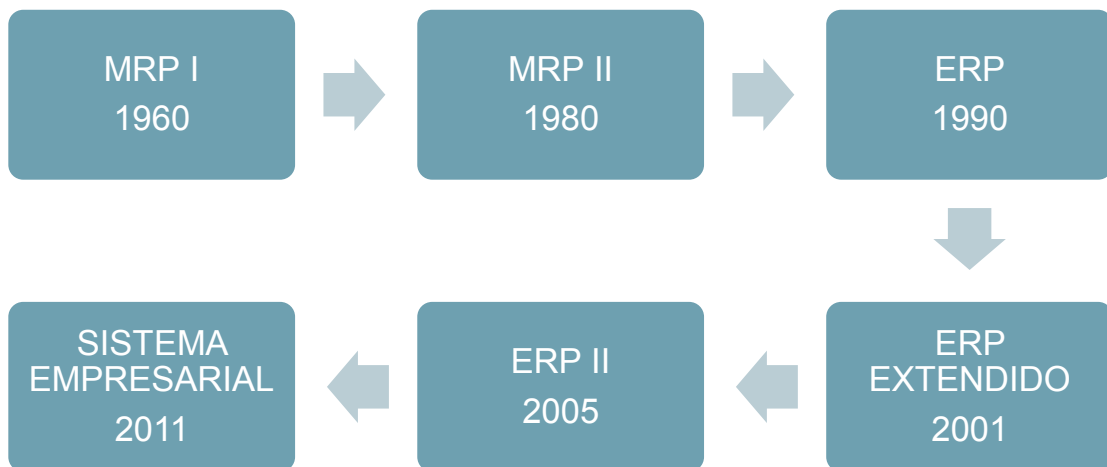 MRP I
1960
MRP II
1980
ERP
1990
ERP
EXTENDIDO
2001
ERP II
2005
SISTEMA
EMPRESARIAL
2011